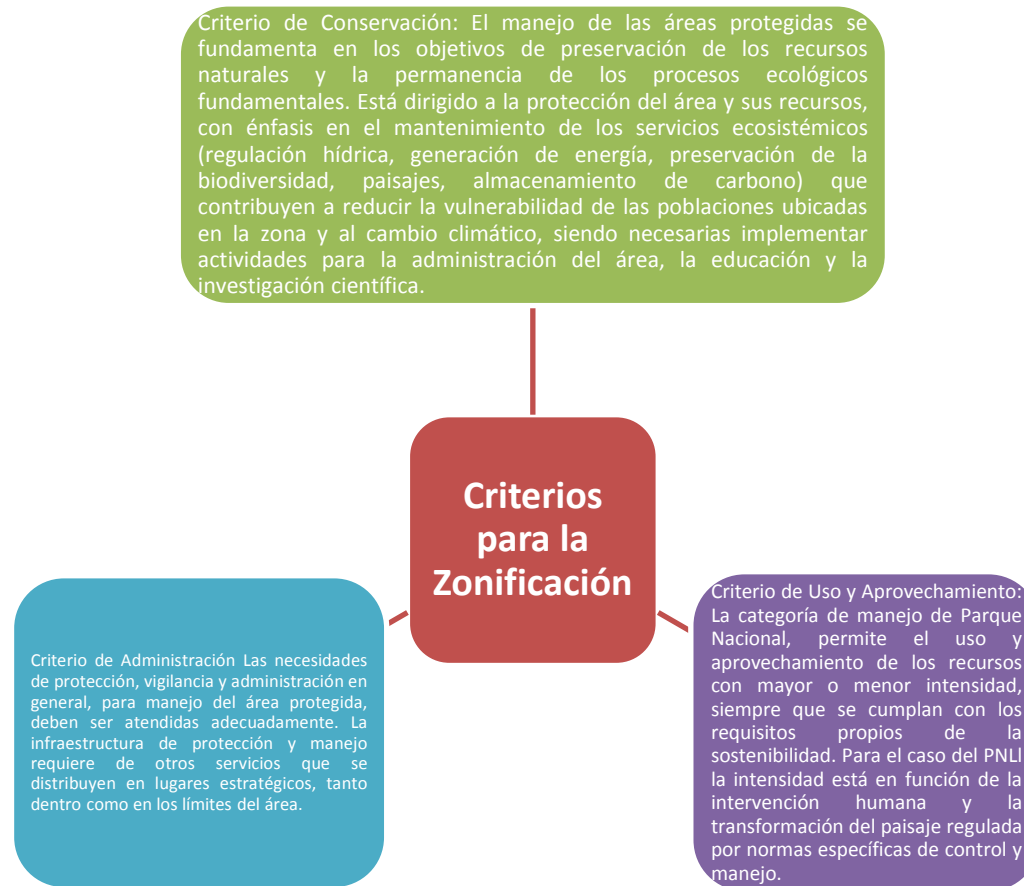 Criterio de Conservación: El manejo de las áreas protegidas se
fundamenta en los objetivos de preservación de los recursos
naturales y la permanencia de los procesos ecológicos
fundamentales. Está dirigido a la protección del área y sus recursos,
con énfasis en el mantenimiento de los servicios ecosistémicos
(regulación hídrica, generación de energía, preservación de la
biodiversidad, paisajes, almacenamiento de carbono) que
contribuyen a reducir la vulnerabilidad de las poblaciones ubicadas
en la zona y al cambio climático, siendo necesarias implementar
actividades para la administración del área, la educación y la
investigación científica.
Criterios
para la
Zonificación
Criterio de Administración Las necesidades
de protección, vigilancia y administración en
general, para manejo del área protegida,
deben ser atendidas adecuadamente. La
infraestructura de protección y manejo
requiere de otros servicios que se
distribuyen en lugares estratégicos, tanto
dentro como en los límites del área.
Criterio de Uso y Aprovechamiento:
La categoría de manejo de Parque
Nacional, permite el uso y
aprovechamiento de los recursos
con mayor o menor intensidad,
siempre que se cumplan con los
requisitos propios de la
sostenibilidad. Para el caso del PNLl
la intensidad está en función de la
intervención humana y la
transformación del paisaje regulada
por normas específicas de control y
manejo.